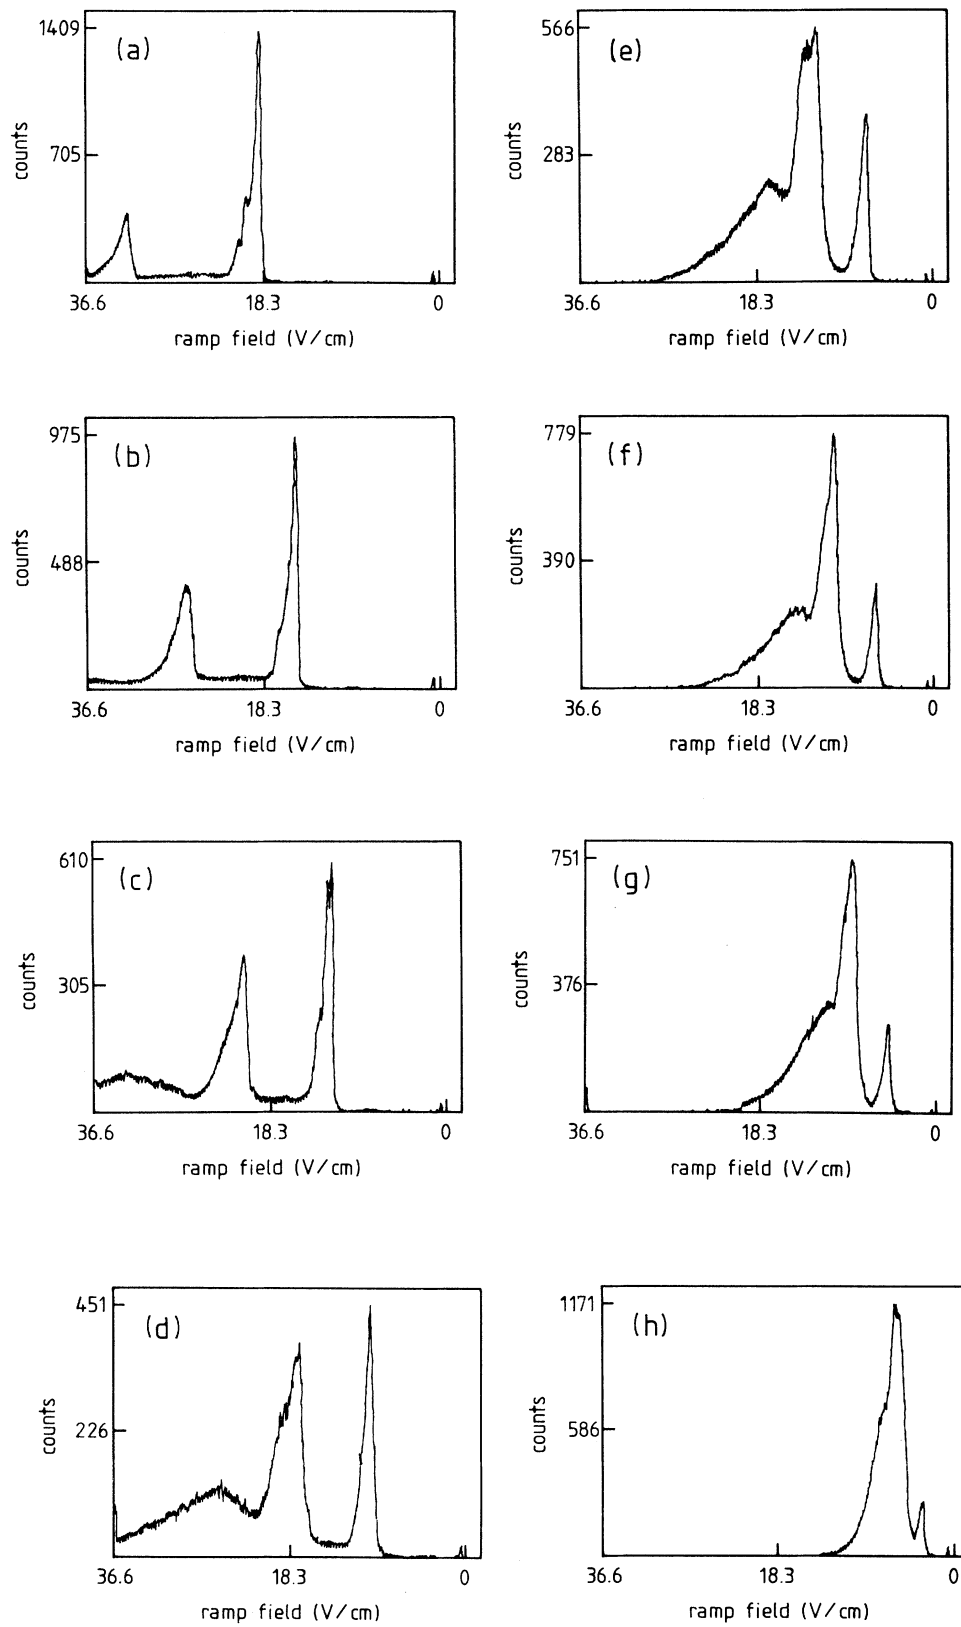 (a)
1409
705
counts
36.6 18.3 0
ramp field (V/cm)
(b)
975
488
counts
36.6 18.3 0
ramp field (V/cm)
(c)
610
305
counts
36.6 18.3 0
ramp field (V/cm)
(d)
451
226
counts
36.6 18.3 0
ramp field (V/cm)
(e)
566
283
counts
36.6 18.3 0
ramp field (V/cm)
(f)
779
390
counts
36.6 18.3 0
ramp field (V/cm)
(g)
751
376
counts
36.6 18.3 0
ramp field (V/cm)
(h)
1171
586
counts
36.6 18.3 0
ramp field (V/cm)